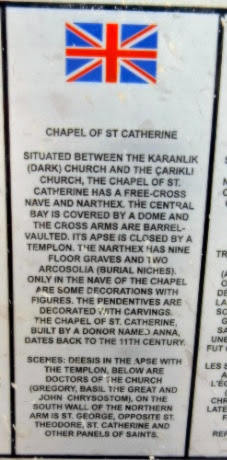 CHAPEL OF ST CATHERINE
SITUATED BETWEEN THE KARANLIK
(DARK) CHURCH AND THE ÇARIKLI
CHURCH, THE CHAPEL OF ST.
CATHERINE HAS A FREE-CROSS
NAVE AND NARTHEX. THE CENTRAL
BAY IS COVERED BY A DOME AND
THE CROSS ARMS ARE BARREL-
VAULTED. ITS APSE IS CLOSED BY A
TEMPLON. THE NARTHEX HAS NINE
FLOOR GRAVES AND TWO
ARCOSOLIA (BURIAL NICHES).
ONLY IN THE NAVE OF THE CHAPEL
ARE SOME DECORATIONS WITH
FIGURES. THE PENDENTIVES ARE
DECORATED WITH CARVINGS.
THE CHAPEL OF ST. CATHERINE,
BUILT BY A DONOR NAMED ANNA,
DATES BACK TO THE 11TH CENTURY.
SCENES: DEESIS IN THE APSE WITH
THE TEMPLON, BELOW ARE
DOCTORS OF THE CHURCH
(GREGORY, BASIL THE GREAT AND
JOHN CHRYSOSTOM), ON THE
SOUTH WALL OF THE NORTHERN
ARM IS ST. GEORGE, OPPOSITE ST.
THEODORE, ST. CATHERINE AND
OTHER PANELS OF SAINTS.